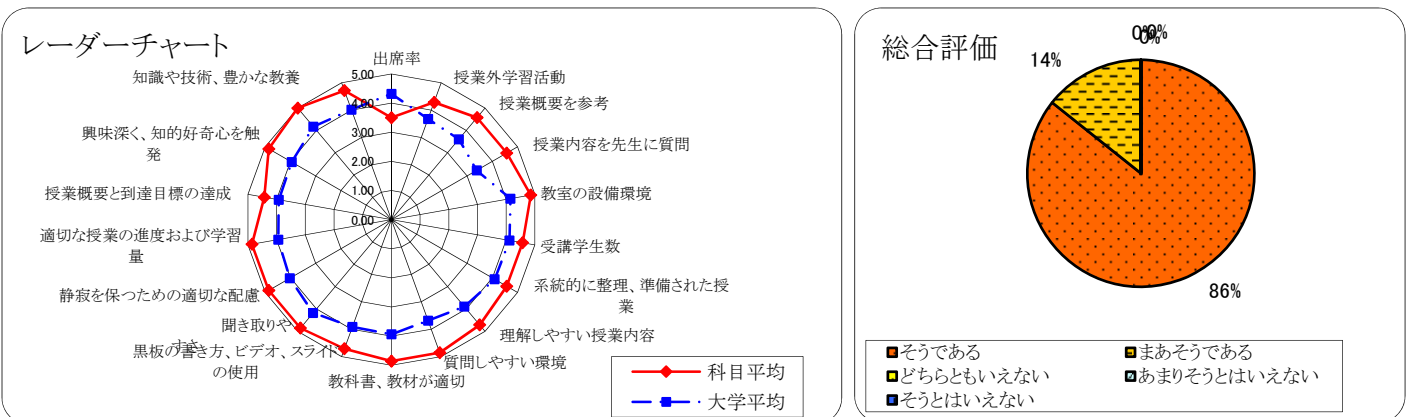 レーダーチャート
出席率
授業外学習活動
授業概要を参考
授業内容を先生に質問
教室の設備環境
受講学生数
系統的に整理、準備された授
業
理解しやすい授業内容
質問しやすい環境
教科書、教材が適切
黒板の書き方、ビデオ、スライド
の使用
聞き取りや
すさ
静寂を保つための適切な配慮
適切な授業の進度および学習
量
授業概要と到達目標の達成
興味深く、知的好奇心を触
発
知識や技術、豊かな教養
5.00
4.00
3.00
2.00
1.00
0.00
科目平均
大学平均
総合評価
14%
0%
0%
86%
そうである
まあそうである
どちらともいえない
あまりそうとはいえない
そうとはいえない